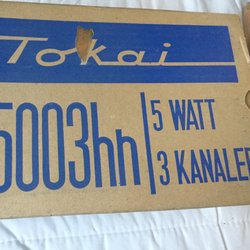 Tokai
5003hh
5 WATT
3 KANALER